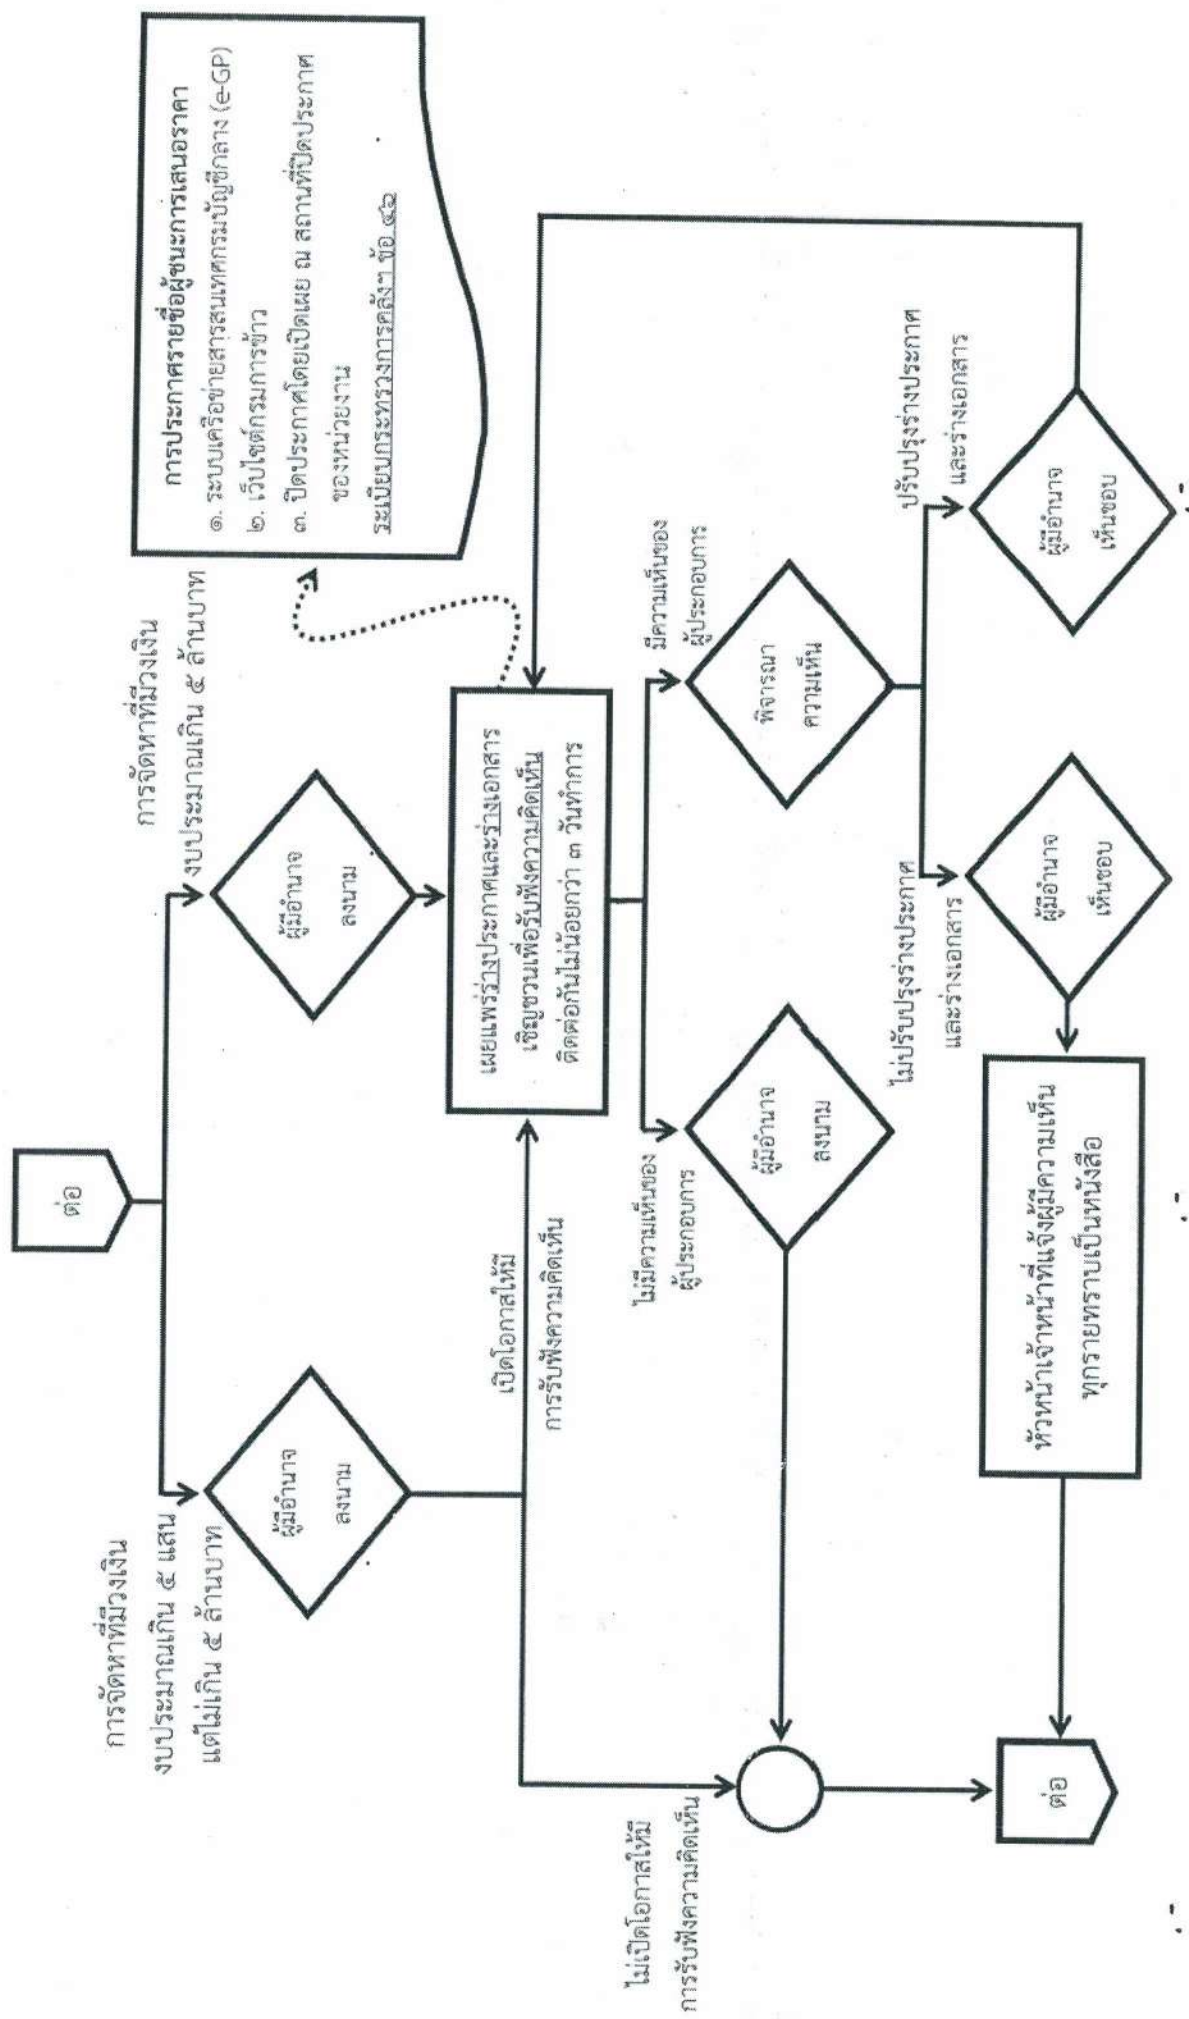 ต่อ
การจัดหาที่มีวงเงิน
งบประมาณเกิน ๕ แสน
แต่ไม่เกิน ๕ ล้านบาท
ผู้มีอำนาจ
ลงนาม
การจัดหาที่มีวงเงิน
งบประมาณเกิน ๕ ล้านบาท
ผู้มีอำนาจ
ลงนาม
การประกาศรายชื่อผู้ชนะการเสนอราคา
๑. ระบบเครือข่ายสารสนเทศกรมบัญชีกลาง (e-GP)
๒. เว็บไซต์กรมการข้าว
๓. ปิดประกาศโดยเปิดเผย ณ สถานที่ปิดประกาศ
ของหน่วยงาน
ระเบียบกระทรวงการคลังฯ ข้อ ๔๒
เปิดโอกาสให้มี
การรับฟังความคิดเห็น
เผยแพร่ร่างประกาศและร่างเอกสาร
เชิญชวนเพื่อรับฟังความคิดเห็น
ติดต่อกันไม่น้อยกว่า ๓ วันทำการ
ไม่เปิดโอกาสให้มี
การรับฟังความคิดเห็น
ไม่มีความเห็นของ
ผู้ประกอบการ
ผู้มีอำนาจ
ลงนาม
มีความเห็นของ
ผู้ประกอบการ
พิจารณา
ความเห็น
ไม่ปรับปรุงร่างประกาศ
และร่างเอกสาร
ผู้มีอำนาจ
เห็นชอบ
ปรับปรุงร่างประกาศ
และร่างเอกสาร
ผู้มีอำนาจ
เห็นชอบ
หัวหน้าเจ้าหน้าที่แจ้งผู้มีความเห็น
ทุกรายทราบเป็นหนังสือ
ต่อ